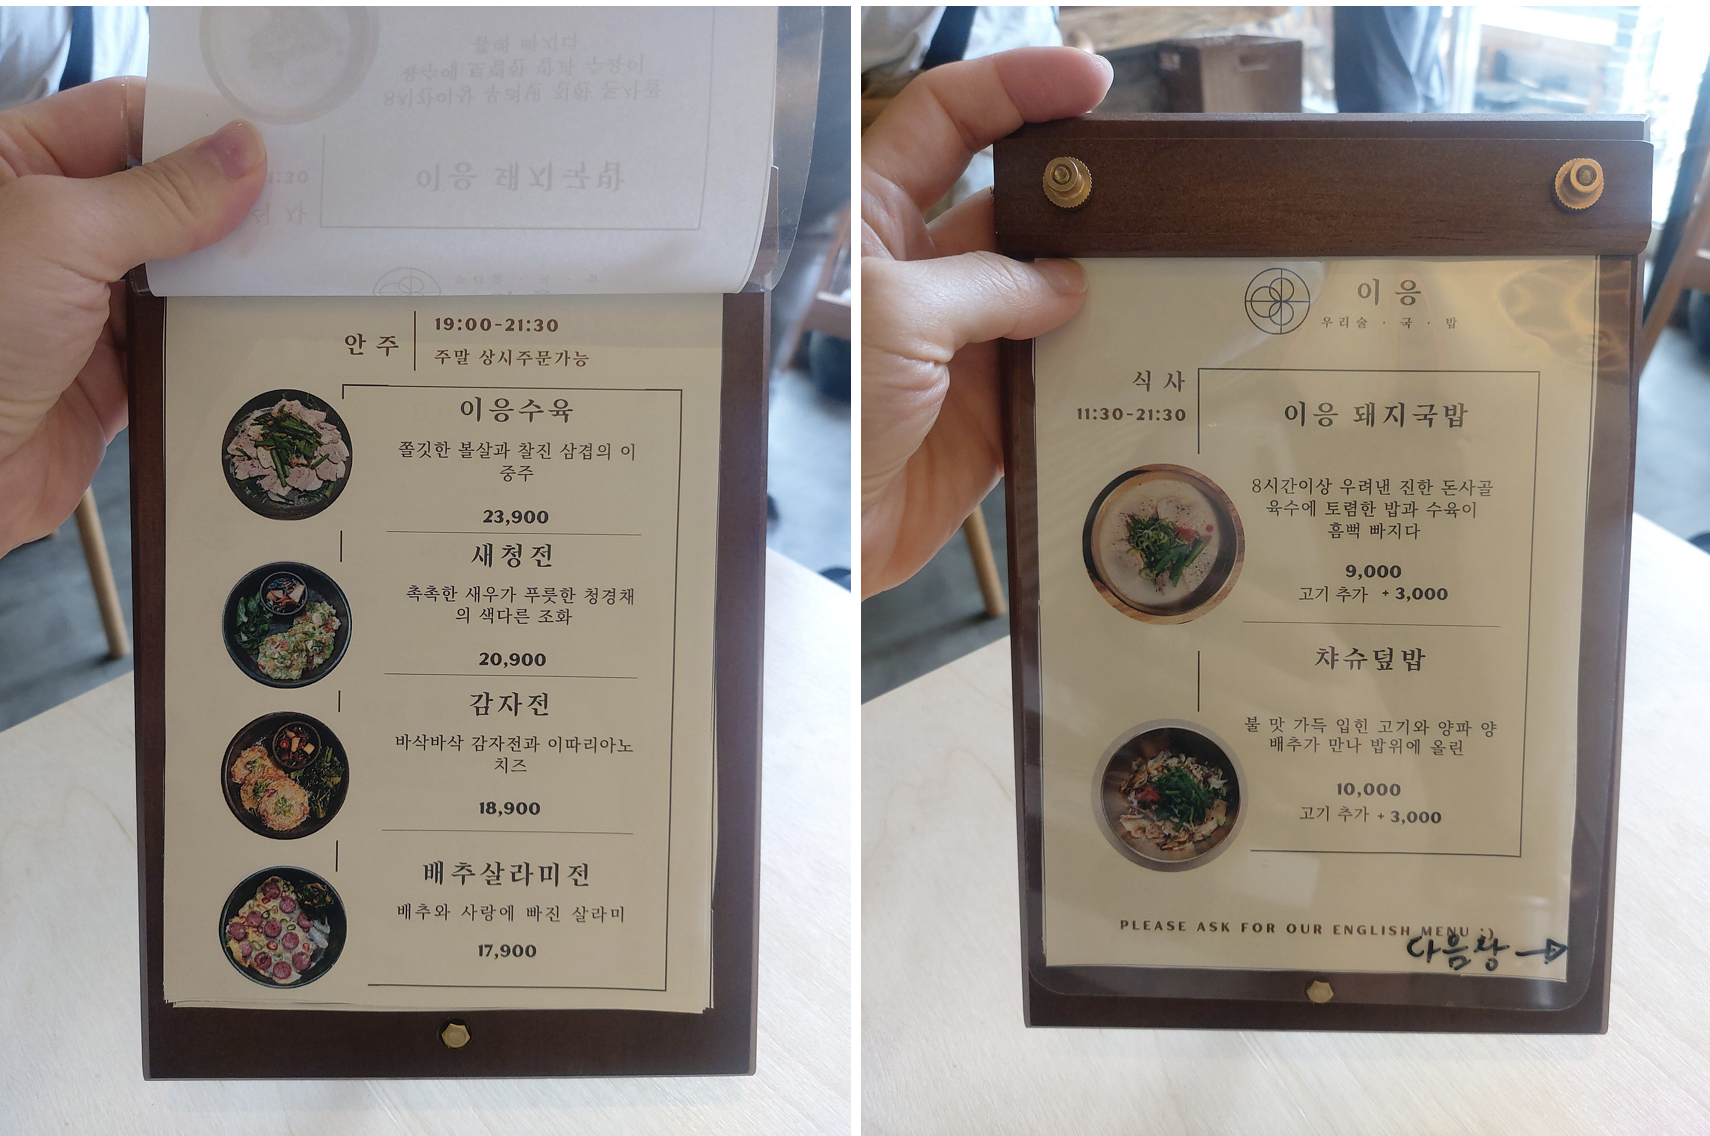 안주
19:00-21:30
주말 상시주문가능
이응수육
쫄깃한 볼살과 찰진 삼겹의 이
중주
23,900
새청전
촉촉한 새우가 푸릇한 청경채
의 색다른 조화
20,900
감자전
바삭바삭 감자전과 이따리아노
치즈
18,900
배추살라미전
배추와 사랑에 빠진 살라미
17,900
이응
우리술 · 국 · 밥
식사
11:30-21:30
이응 돼지국밥
8시간이상 우려낸 진한 돈사골
육수에 토렴한 밥과 수육이
흠뻑 빠지다
9,000
고기 추가 + 3,000
챠슈덮밥
불 맛 가득 입힌 고기와 양파 양
배추가 만나 밥위에 올린
10,000
고기 추가 + 3,000
PLEASE ASK FOR OUR ENGLISH MENU :)
다음장 →